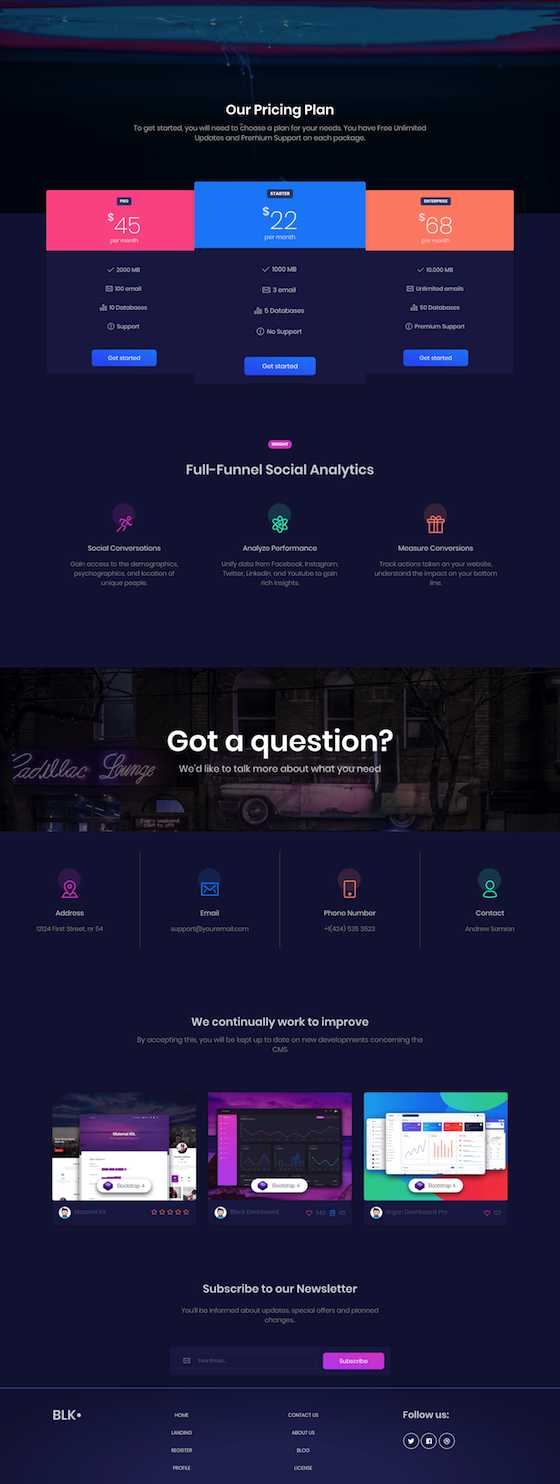 Our Pricing Plan
To get started, you will need to choose a plan for your needs. You have Free Unlimited
Updates and Premium Support on each package.
PRO
$45
per month
2000 MB
100 email
10 Databases
Support
Get started
STARTER
$22
per month
1000 MB
3 email
5 Databases
No Support
Get started
ENTERPRISE
$68
per month
10.000 MB
Unlimited emails
50 Databases
Premium Support
Get started
INSIGHT
Full-Funnel Social Analytics
Social Conversations
Gain access to the demographics,
psychographics, and location of
unique people.
Analyze Performance
Unify data from Facebook, Instagram,
Twitter, LinkedIn, and Youtube to gain
rich insights.
Measure Conversions
Track actions taken on your website,
understand the impact on your bottom
line.
Got a question?
We'd like to talk more about what you need
Cadillac Lounge
Every weekend
Address
12124 First Street, nr 54
Email
support@youremail.com
Phone Number
+1(424) 535 3523
Contact
Andrew Samian
We continually work to improve
By accepting this, you will be kept up to date on new developments concerning the
CMS
Material Kit.
Bootstrap 4
Material Kit
Bootstrap 4
Black Dashboard
342
43
Bootstrap 4
Argon Dashboard Pro
127
Subscribe to our Newsletter
You'll be informed about updates, special offers and planned
changes..
Your Email...
Subscribe
BLK•
HOME
LANDING
REGISTER
PROFILE
CONTACT US
ABOUT US
BLOG
LICENSE
Follow us: